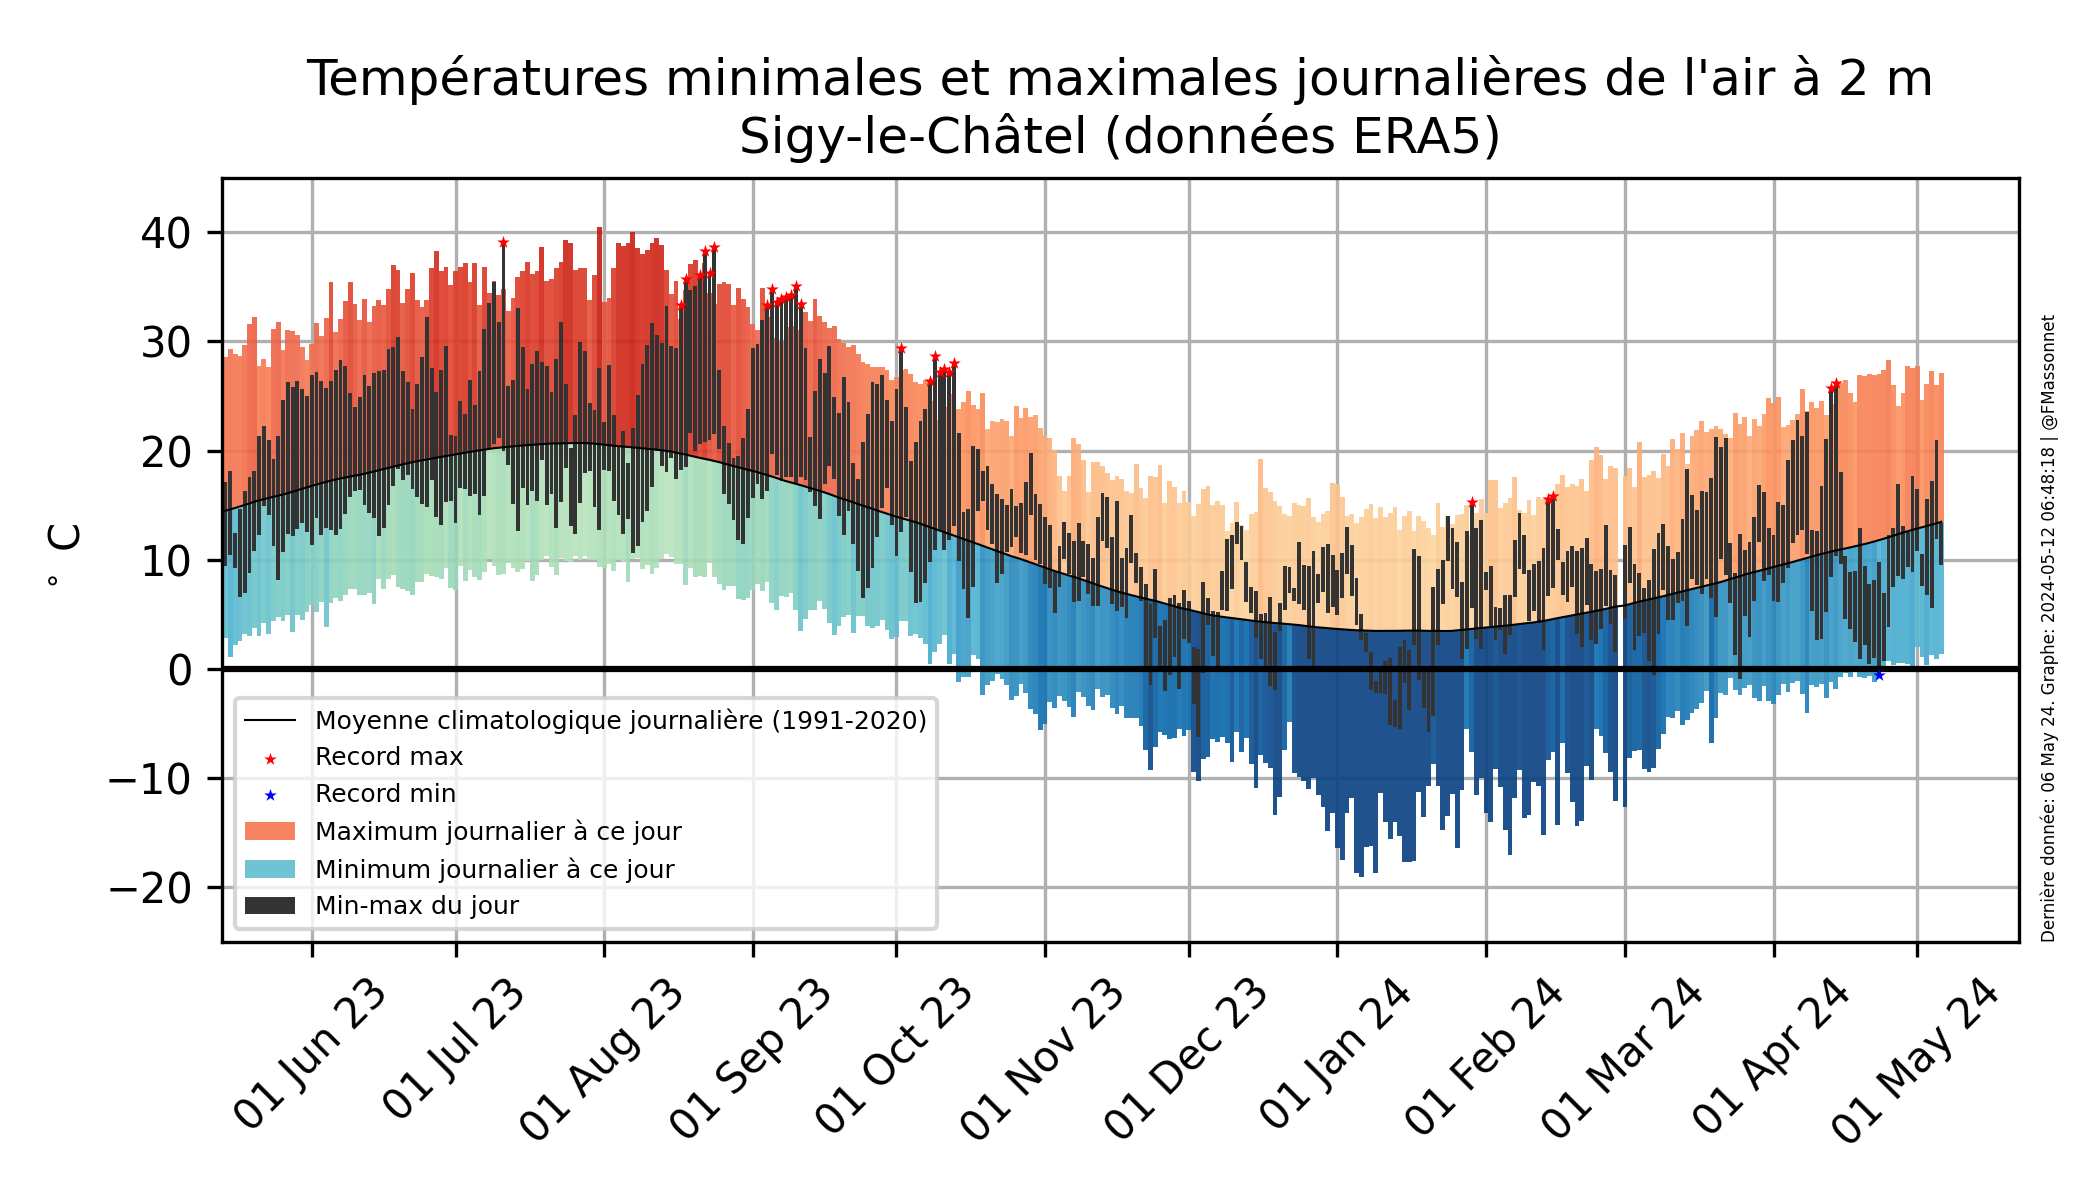 Températures minimales et maximales journalières de l'air à 2 m
Sigy-le-Châtel (données ERA5)
° C
40
30
20
10
0
−10
−20
Moyenne climatologique journalière (1991-2020)
Record max
Record min
Maximum journalier à ce jour
Minimum journalier à ce jour
Min-max du jour
01 Jun 23
01 Jul 23
01 Aug 23
01 Sep 23
01 Oct 23
01 Nov 23
01 Dec 23
01 Jan 24
01 Feb 24
01 Mar 24
01 Apr 24
01 May 24
Dernière donnée: 06 May 24. Graphe: 2024-05-12 06:48:18 | @FMassonnet